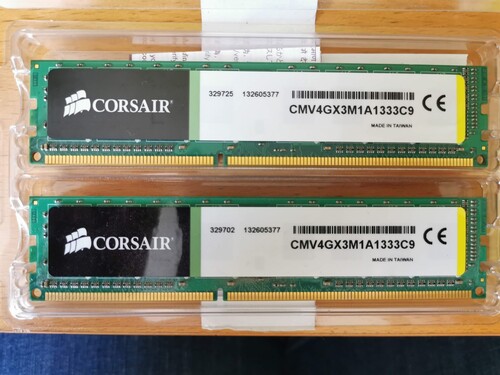 CORSAIR
329725 132605377
CMV4GX3M1A1333C9
CE
MADE IN TAIWAN
CORSAIR
329702 132605377
CMV4GX3M1A1333C9
CE
MADE IN TAIWAN